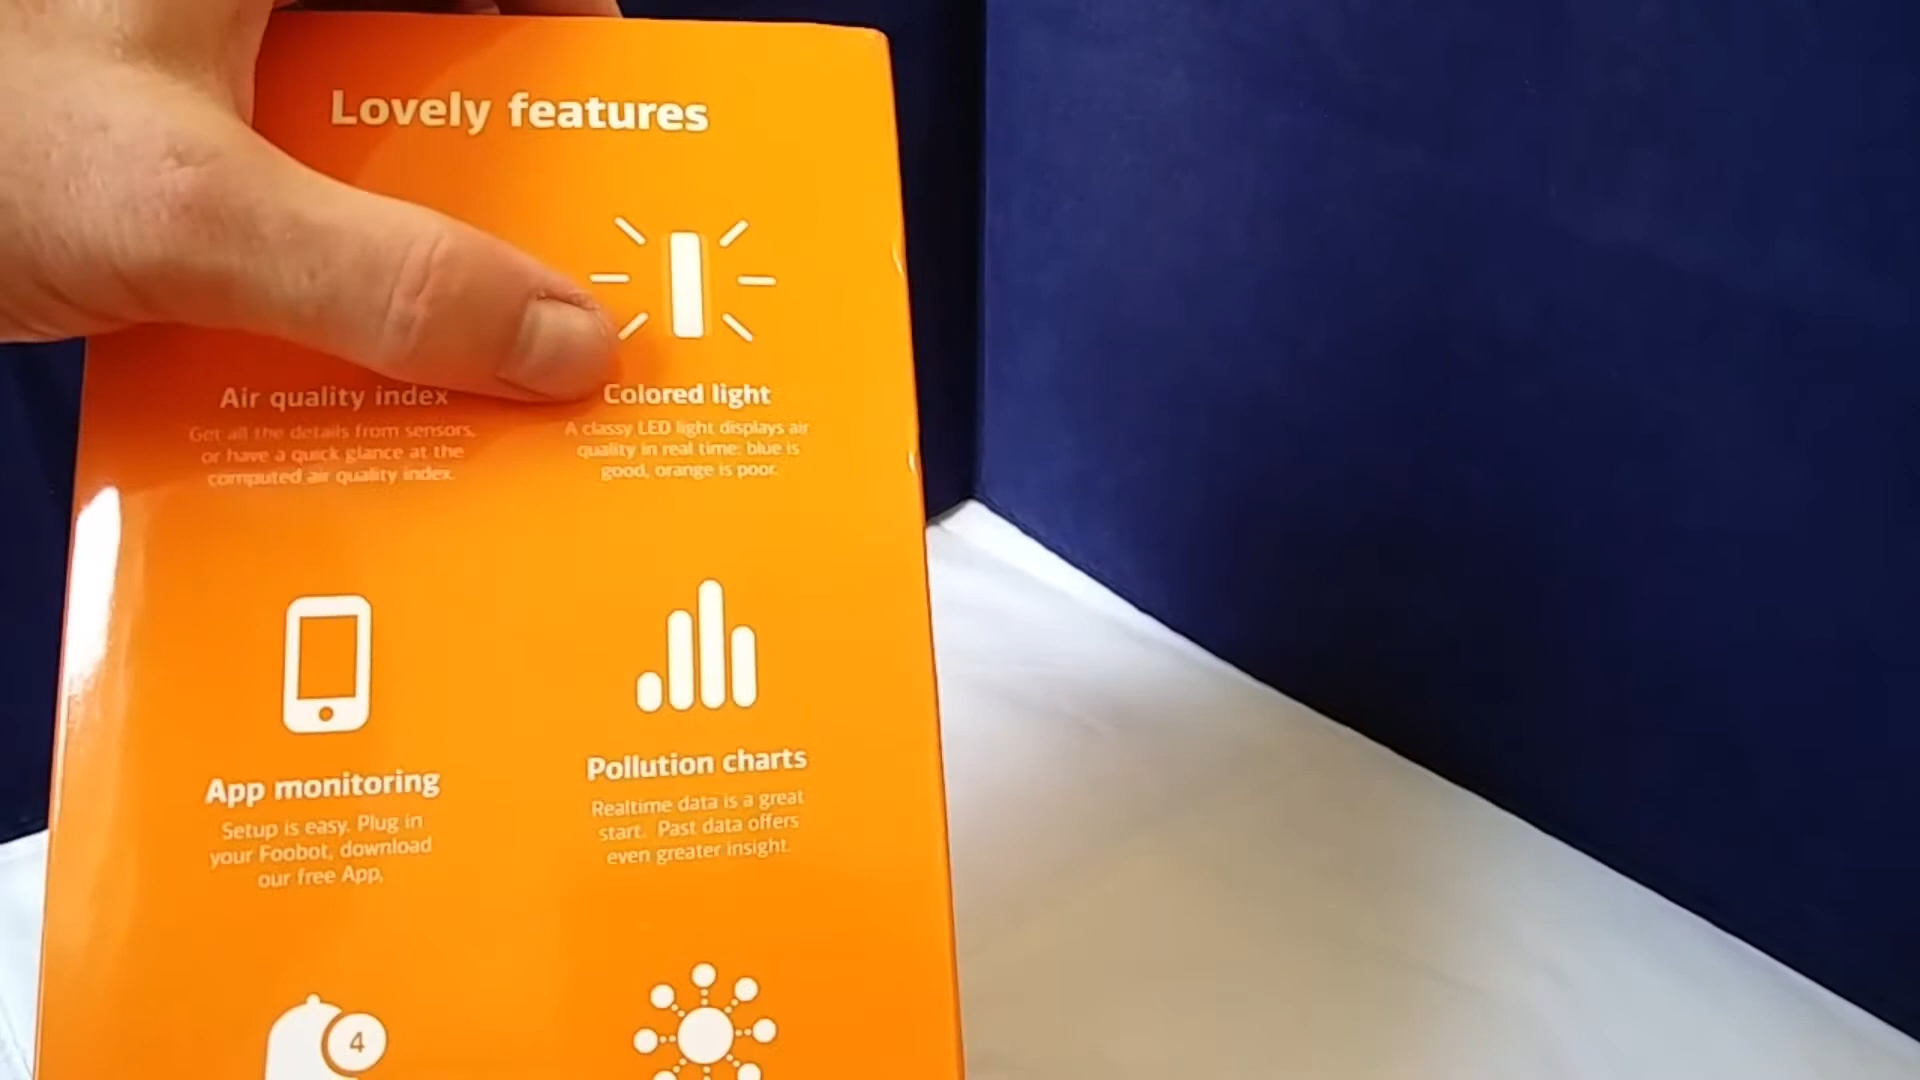 Lovely features
Air quality index
Get all the details from sensors,
or have a quick glance at the
computed air quality index.
Colored light
A classy LED light displays air
quality in real time: blue is
good, orange is poor.
App monitoring
Setup is easy. Plug in
your Foobot, download
our free App,
Pollution charts
Realtime data is a great
start. Past data offers
even greater insight.
4